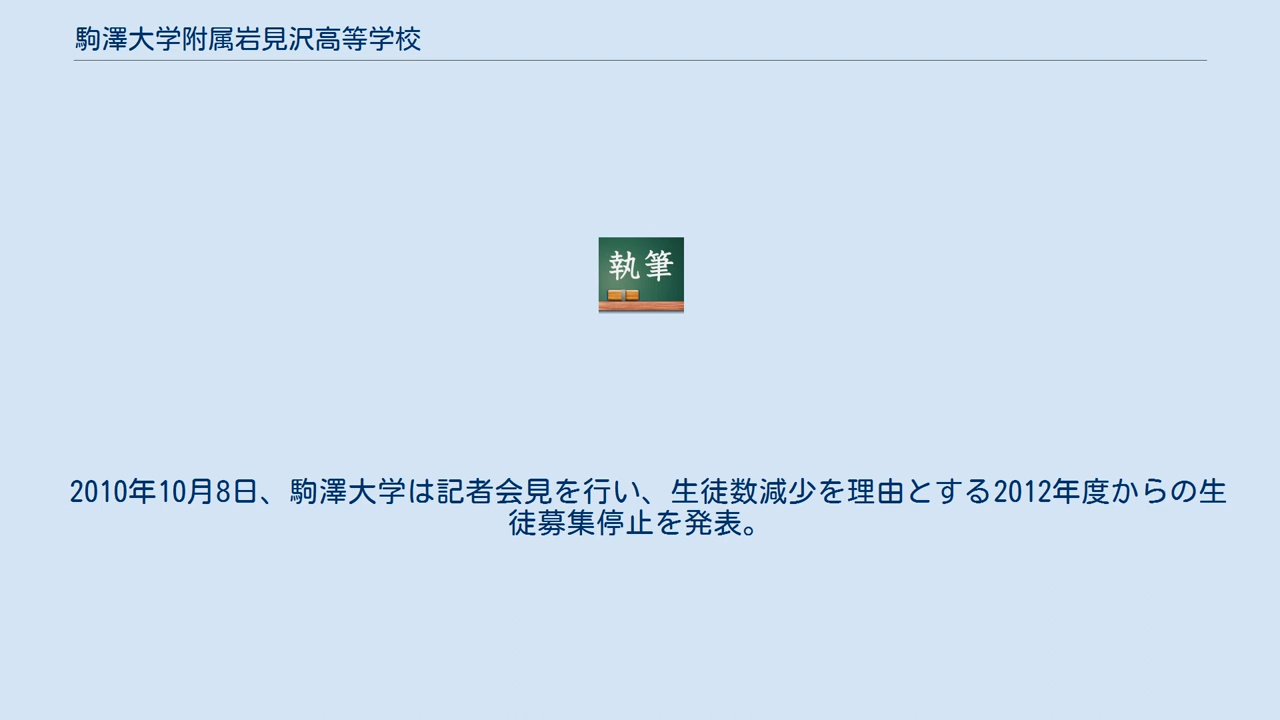 駒澤大学附属岩見沢高等学校
執筆
2010年10月8日、駒澤大学は記者会見を行い、生徒数減少を理由とする2012年度からの生
徒募集停止を発表。